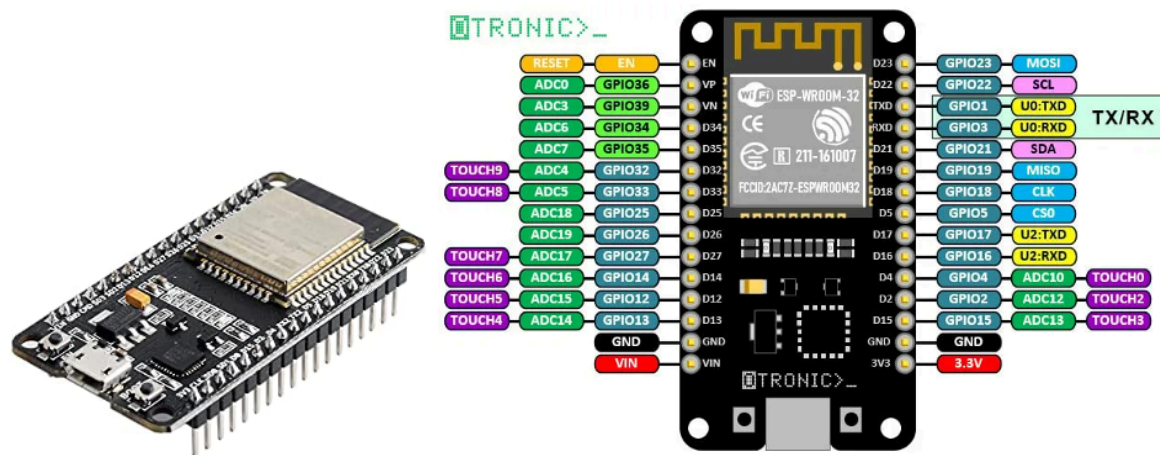 TRONIC>_
RESET EN EN D23 GPIO23 MOSI
ADC0 GPIO36 VP D22 GPIO22 SCL
ADC3 GPIO39 VN TXD GPIO1 U0:TXD
ADC6 GPIO34 D34 RXD GPIO3 U0:RXD
TX/RX
ADC7 GPIO35 D35 D21 GPIO21 SDA
TOUCH9 ADC4 GPIO32 D32 D19 GPIO19 MISO
TOUCH8 ADC5 GPIO33 D33 D18 GPIO18 CLK
ADC18 GPIO25 D25 D5 GPIO5 CS0
ADC19 GPIO26 D26 D17 GPIO17 U2:TXD
TOUCH7 ADC17 GPIO27 D27 D16 GPIO16 U2:RXD
TOUCH6 ADC16 GPIO14 D14 D4 GPIO4 ADC10 TOUCH0
TOUCH5 ADC15 GPIO12 D12 D2 GPIO2 ADC12 TOUCH2
TOUCH4 ADC14 GPIO13 D13 D15 GPIO15 ADC13 TOUCH3
GND GND GND GND
VIN VIN 3V3 3.3V
WiFi ESP-WROOM-32
CE
R 211-161007
FCCID:2AC7Z-ESPWROOM32
TRONIC>_